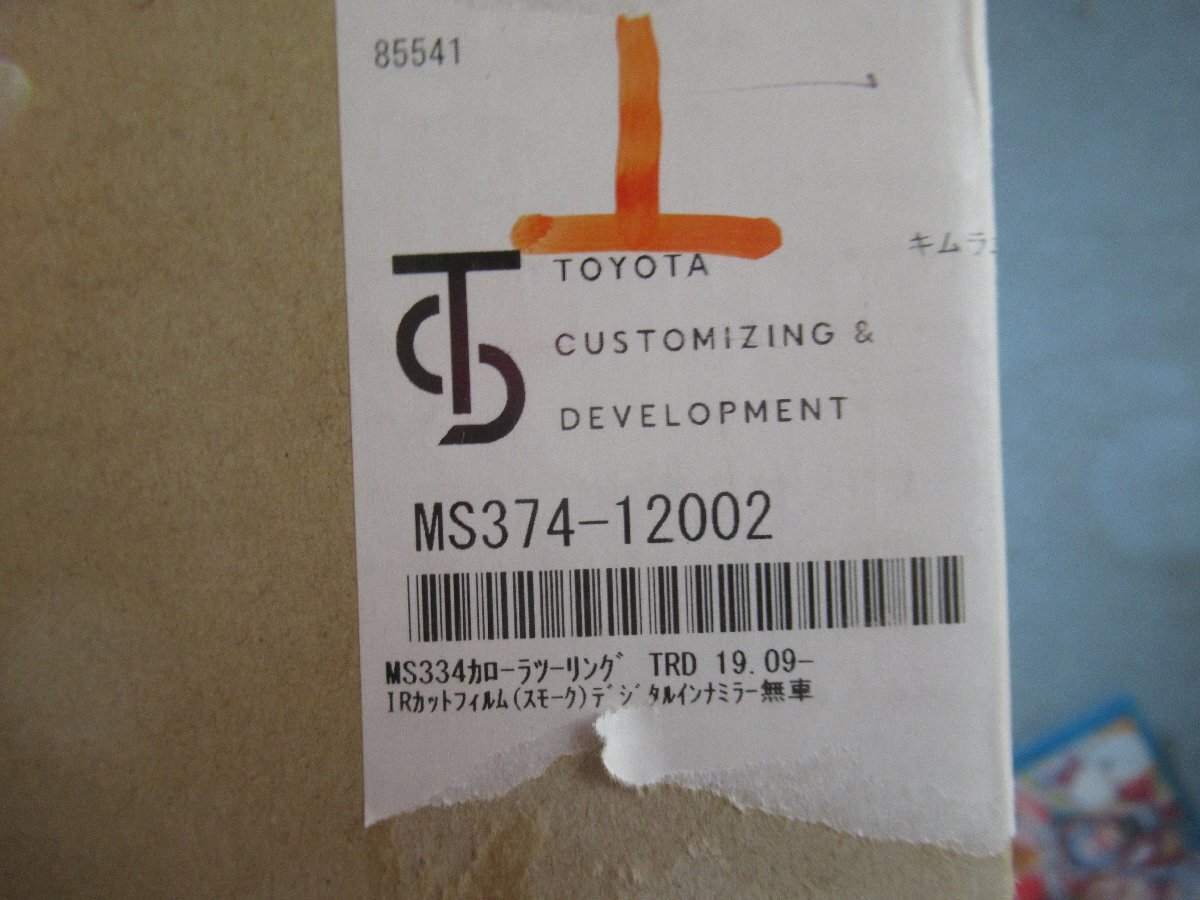 85541
キムラ
TOYOTA
CUSTOMIZING &
DEVELOPMENT
MS374-12002
MS334ｶﾛｰﾗﾂｰﾘﾝｸﾞ TRD 19.09-
IRｶｯﾄﾌｨﾙﾑ(ｽﾓｰｸ)ﾃﾞｼﾞﾀﾙｲﾝﾅﾐﾗｰ無車